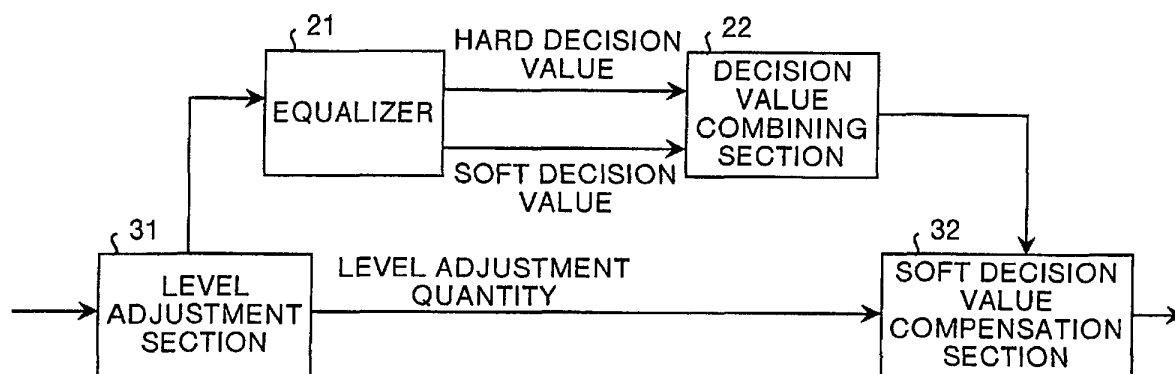 21
EQUALIZER
HARD DECISION
VALUE
SOFT DECISION
VALUE
22
DECISION
VALUE
COMBINING
SECTION
31
LEVEL
ADJUSTMENT
SECTION
LEVEL ADJUSTMENT
QUANTITY
32
SOFT DECISION
VALUE
COMPENSATION
SECTION